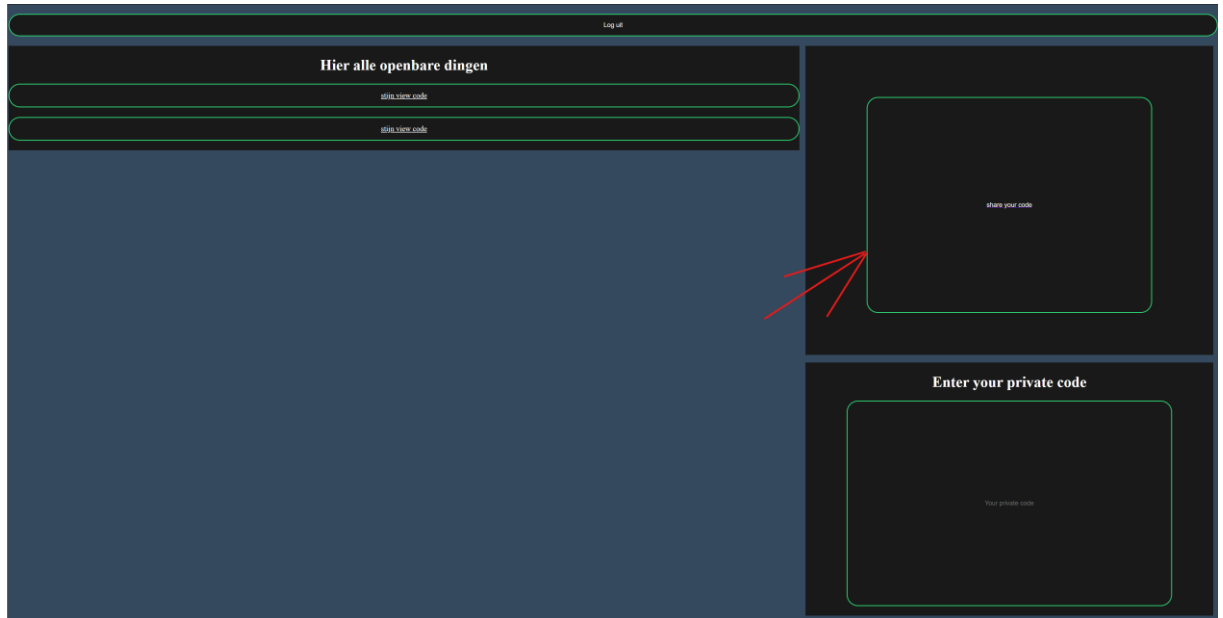 Log uit
Hier alle openbare dingen
stijn view code
stijn view code
share your code
Enter your private code
Your private code